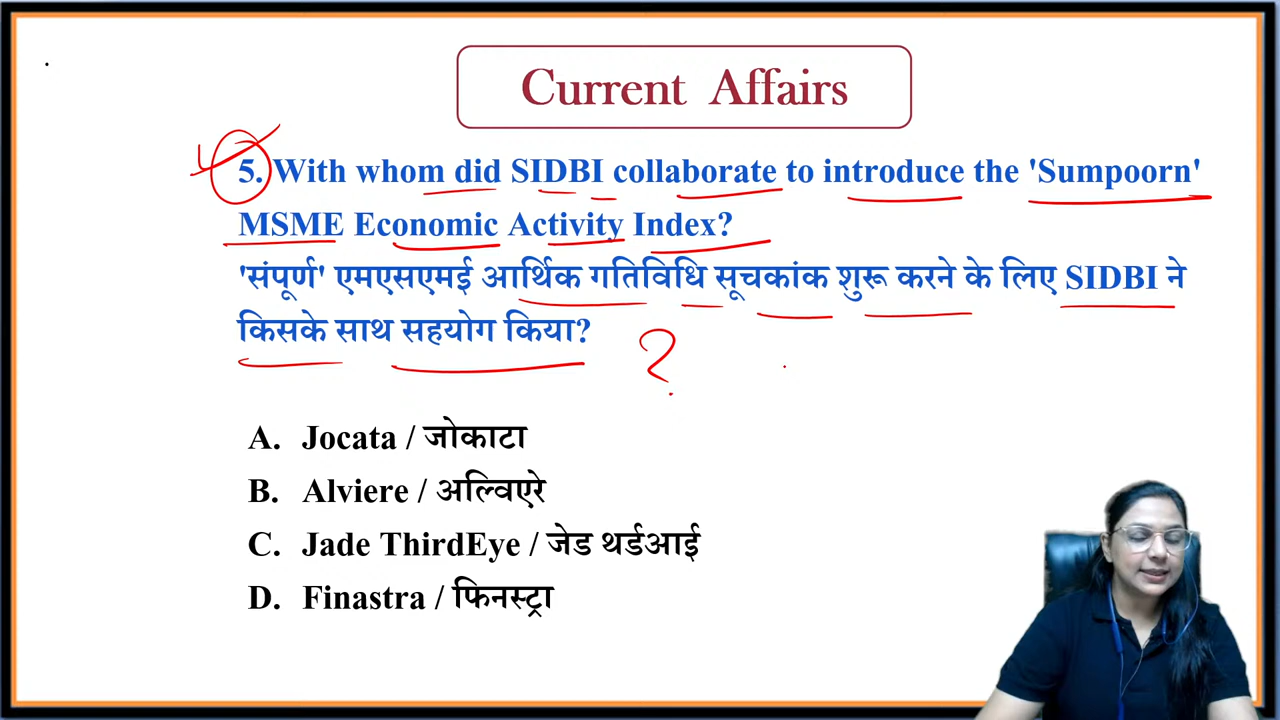 Current Affairs
5. With whom did SIDBI collaborate to introduce the 'Sumpoorn'
MSME Economic Activity Index?
'संपूर्ण' एमएसएमई आर्थिक गतिविधि सूचकांक शुरू करने के लिए SIDBI ने
किसके साथ सहयोग किया?
?
A. Jocata / जोकाटा
B. Alviere / अल्विएरे
C. Jade ThirdEye / जेड थर्डआई
D. Finastra / फिनस्ट्रा